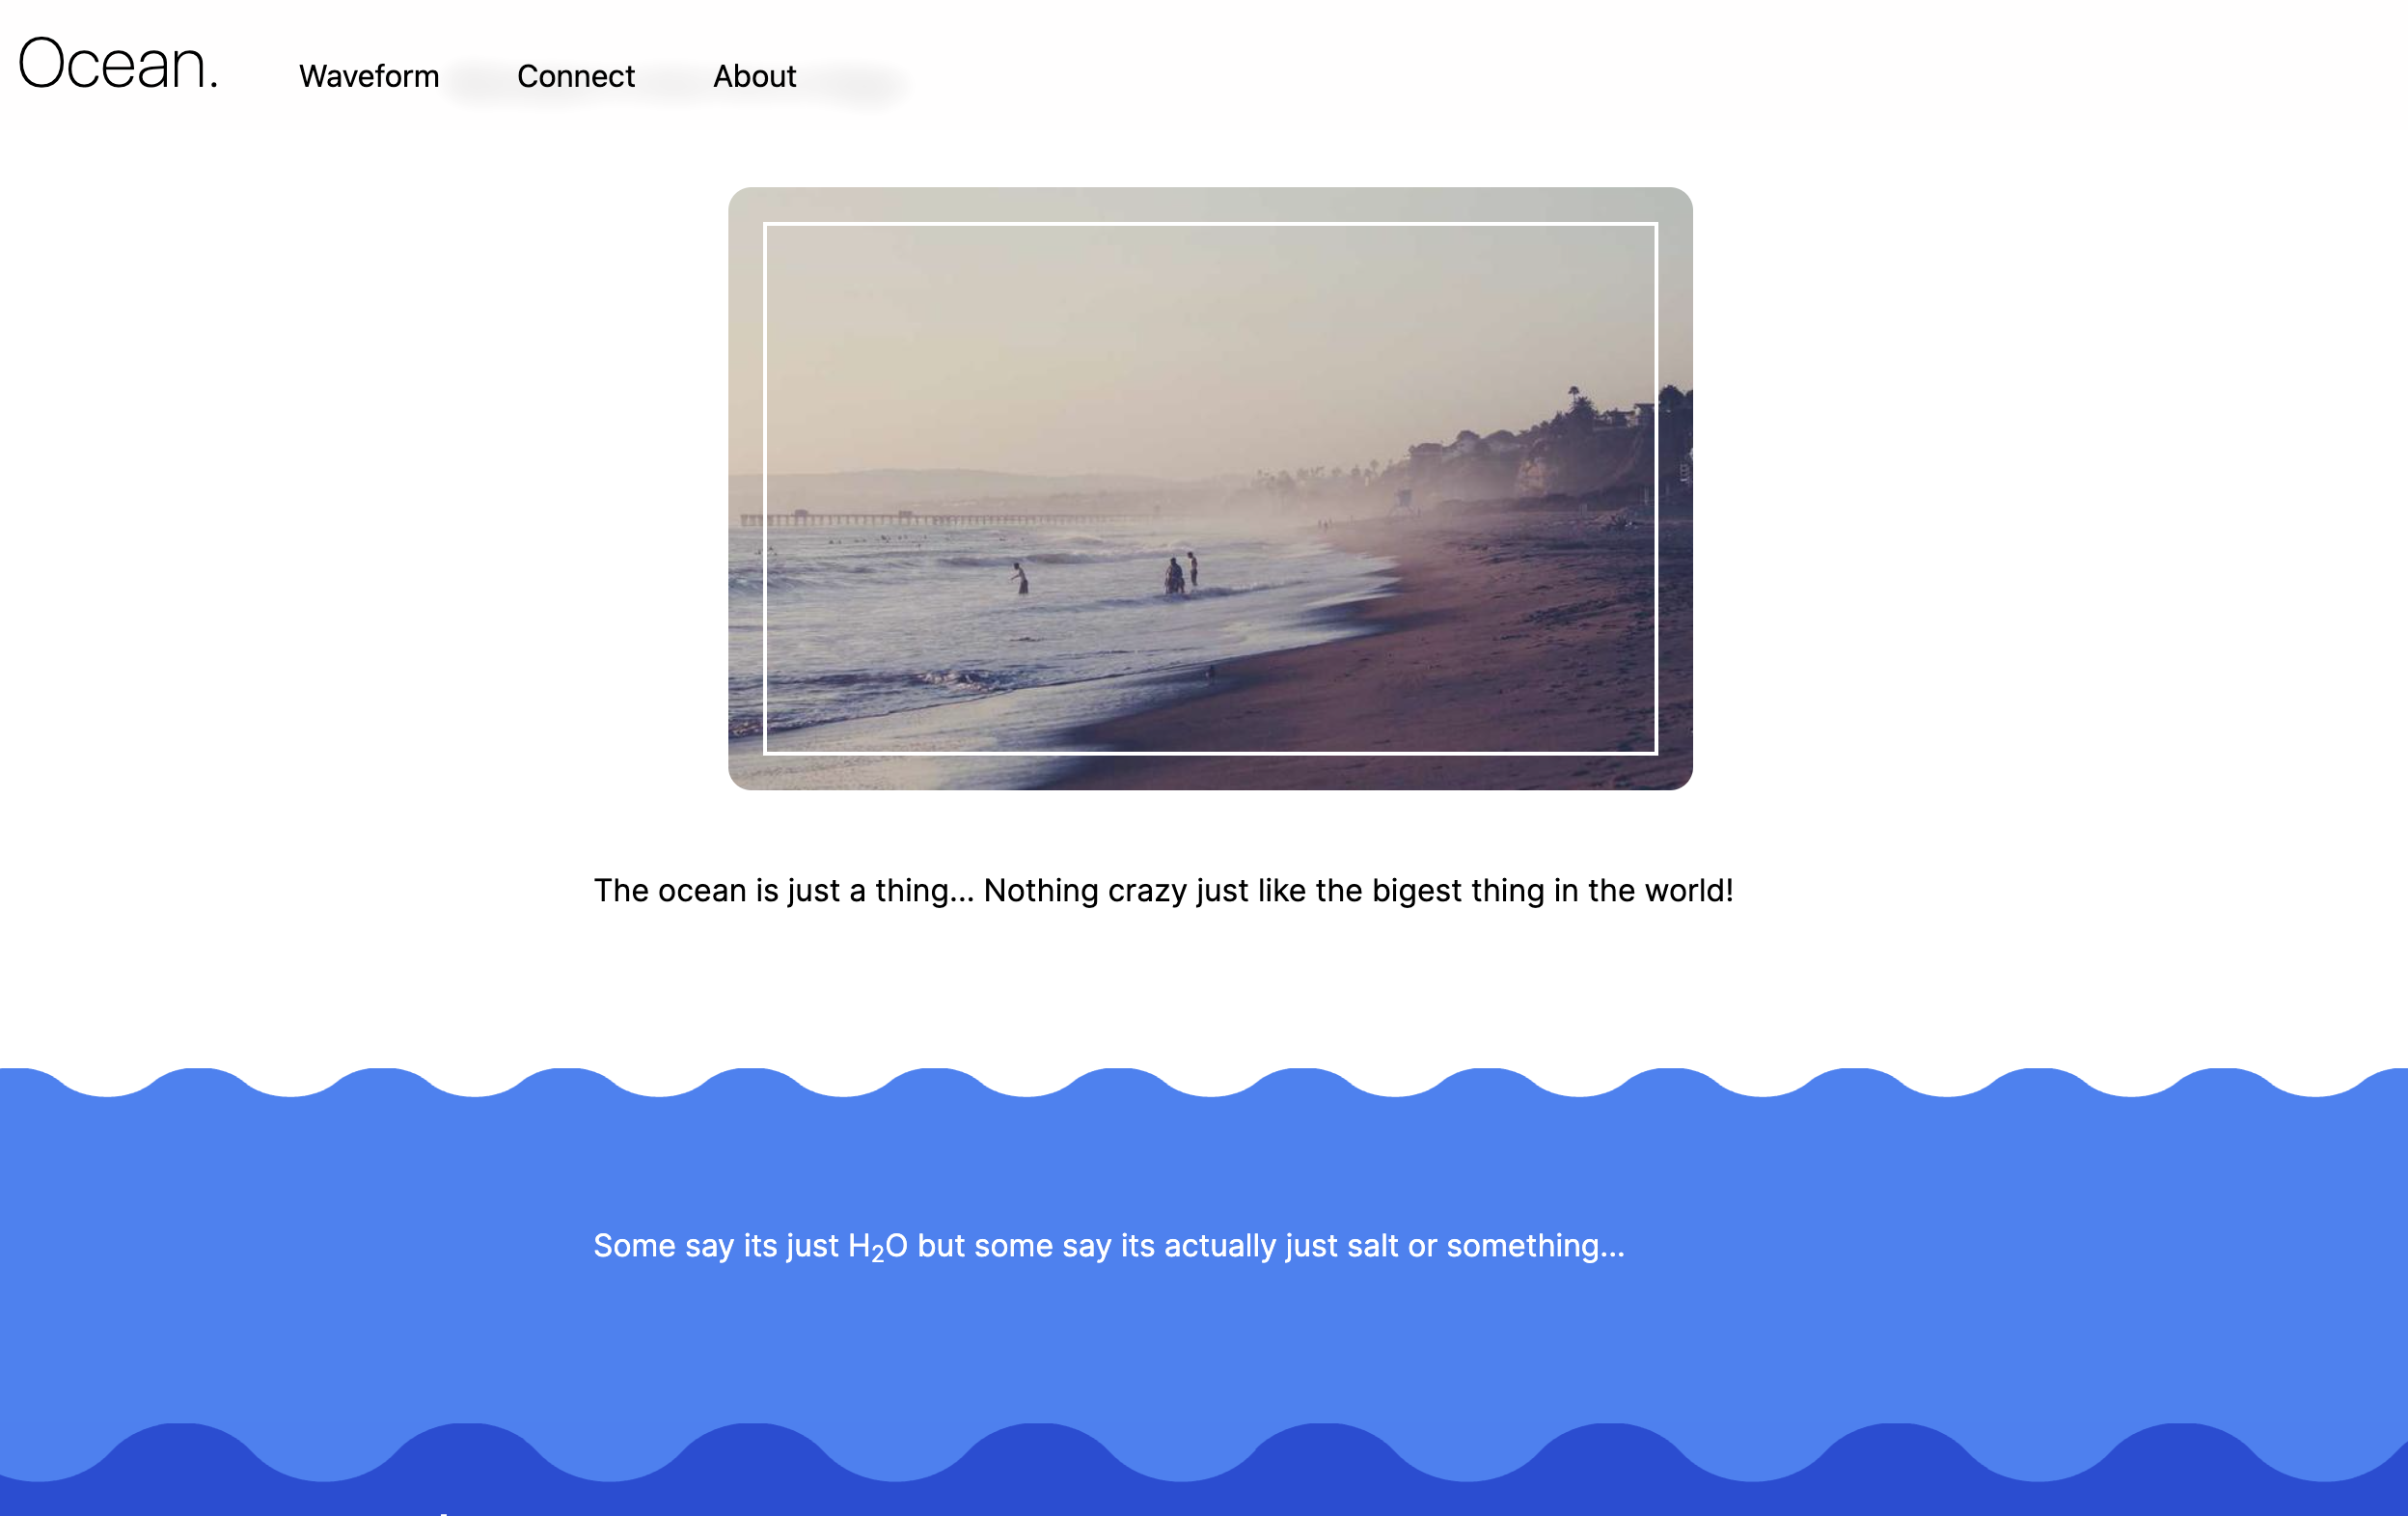 Ocean. Waveform Connect About
The ocean is just a thing... Nothing crazy just like the bigest thing in the world!
Some say its just H₂O but some say its actually just salt or something...